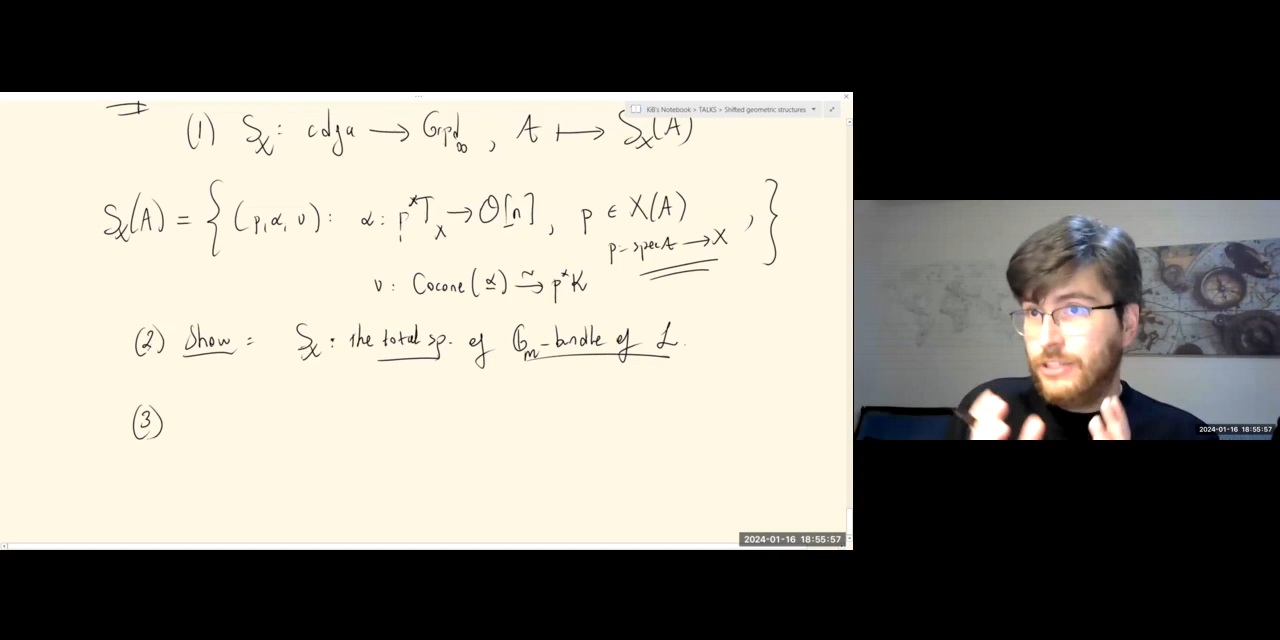 KiB's Notebook > TALKS > Shifted geometric structures
(1) S_X : cdga → Grpd_∞ , A ↦ S_X(A)
S_X(A) = { (p, α, υ) : α : p*T_X → O[n] , p ∈ X(A) , }
p : spec A → X
υ : Cocone(α) ⥲ p*K
(2) Show : S_X : the total sp. of G_m-bundle of L.
(3)
2024-01-16 18:55:57
2024-01-16 18:55:57